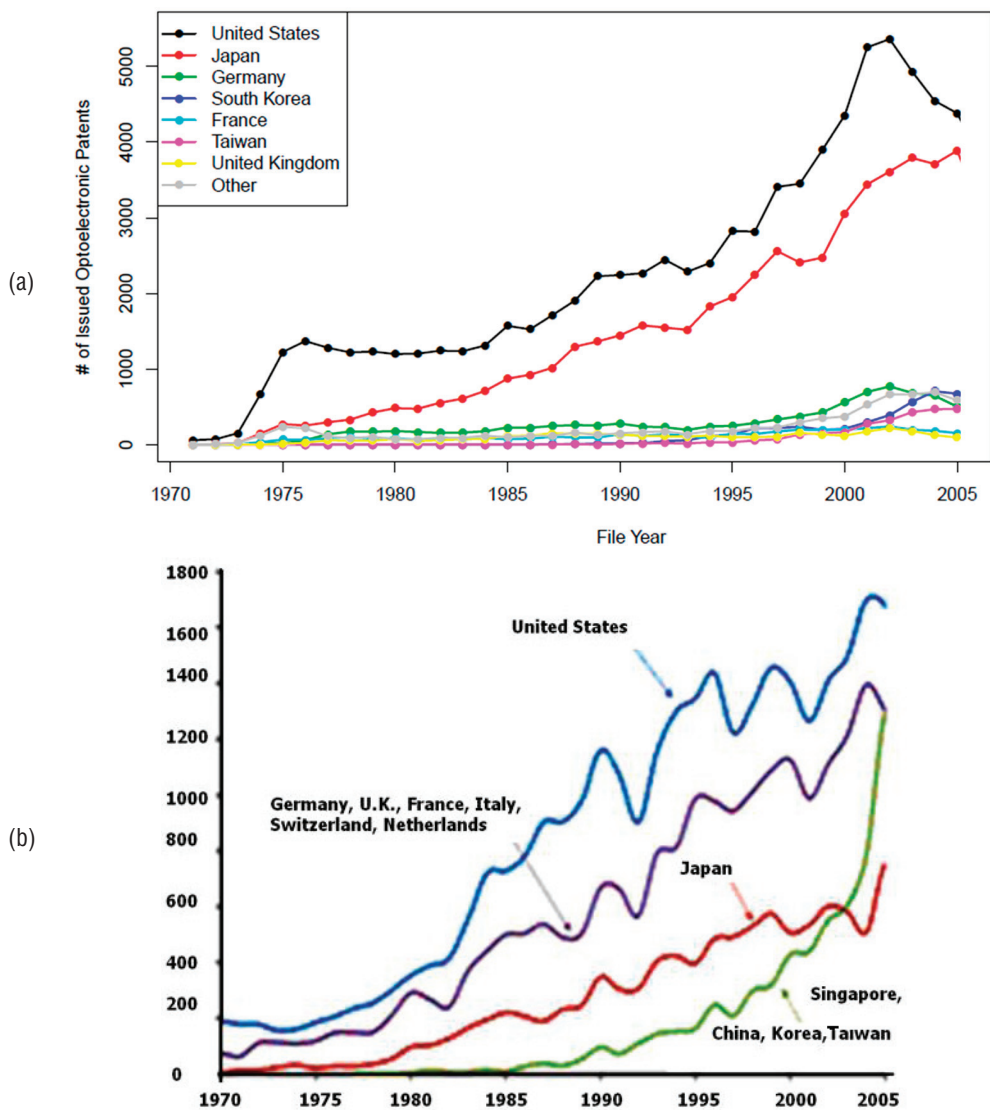 United States
Japan
Germany
South Korea
France
Taiwan
United Kingdom
Other
# of Issued Optoelectronic Patents
5000
4000
3000
2000
1000
0
1970 1975 1980 1985 1990 1995 2000 2005
File Year
(a)
1800
1600
1400
1200
1000
800
600
400
200
0
United States
Germany, U.K., France, Italy,
Switzerland, Netherlands
Japan
Singapore,
China, Korea,Taiwan
1970 1975 1980 1985 1990 1995 2000 2005
(b)